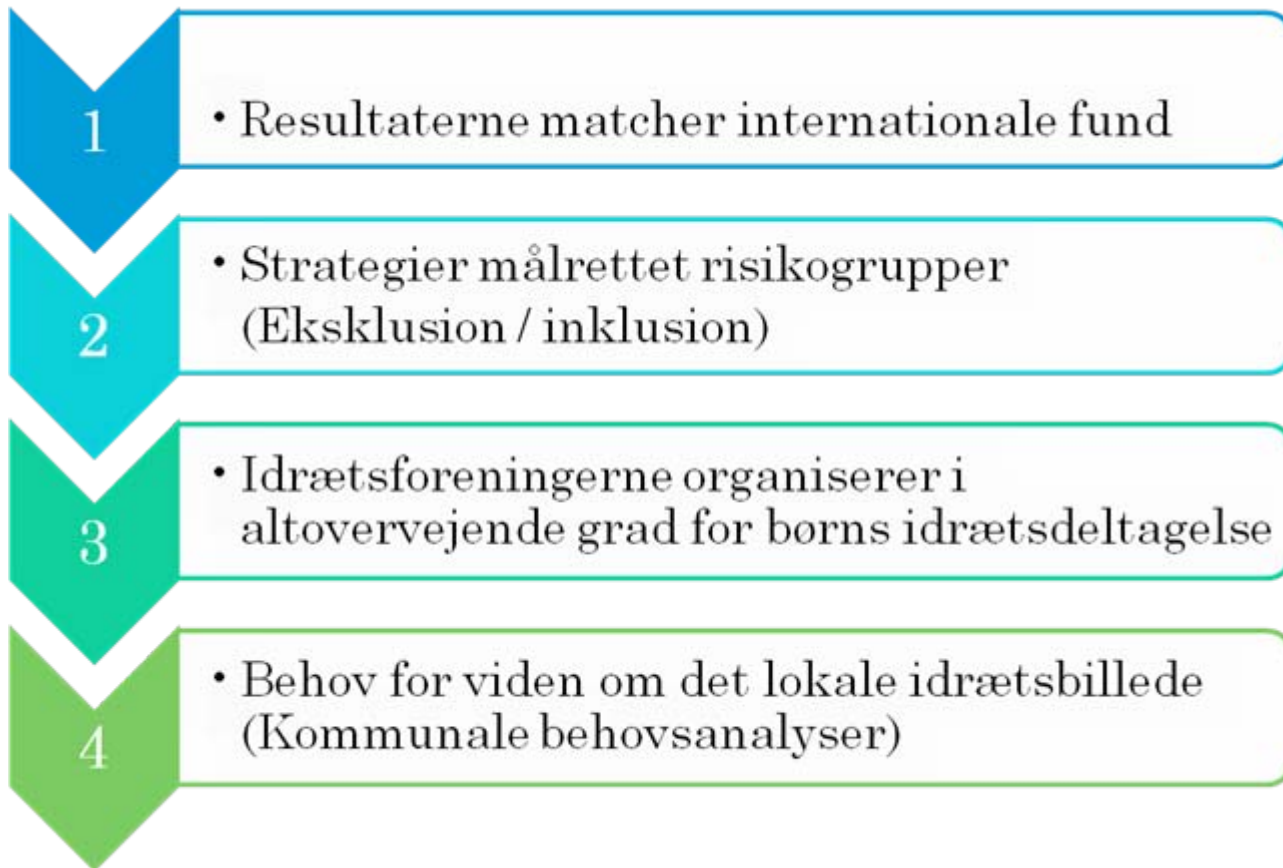 1
• Resultaterne matcher internationale fund
2
• Strategier målrettet risikogrupper
(Eksklusion / inklusion)
3
• Idrætsforeningerne organiserer i
altovervejende grad for børns idrætsdeltagelse
4
• Behov for viden om det lokale idrætsbillede
(Kommunale behovsanalyser)